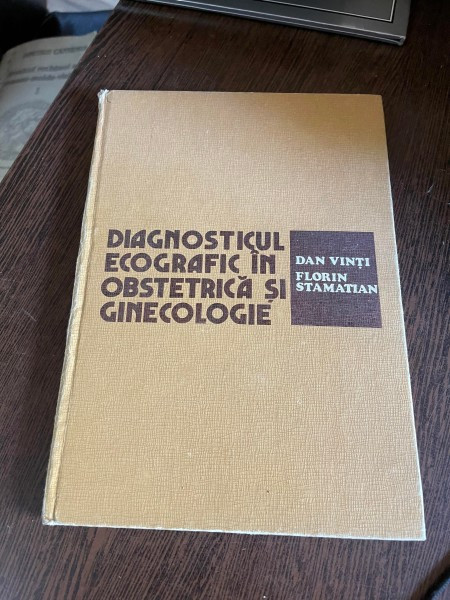 DIAGNOSTICUL
ECOGRAFIC ÎN
OBSTETRICĂ ȘI
GINECOLOGIE
DAN VINȚI
FLORIN
STAMATIAN